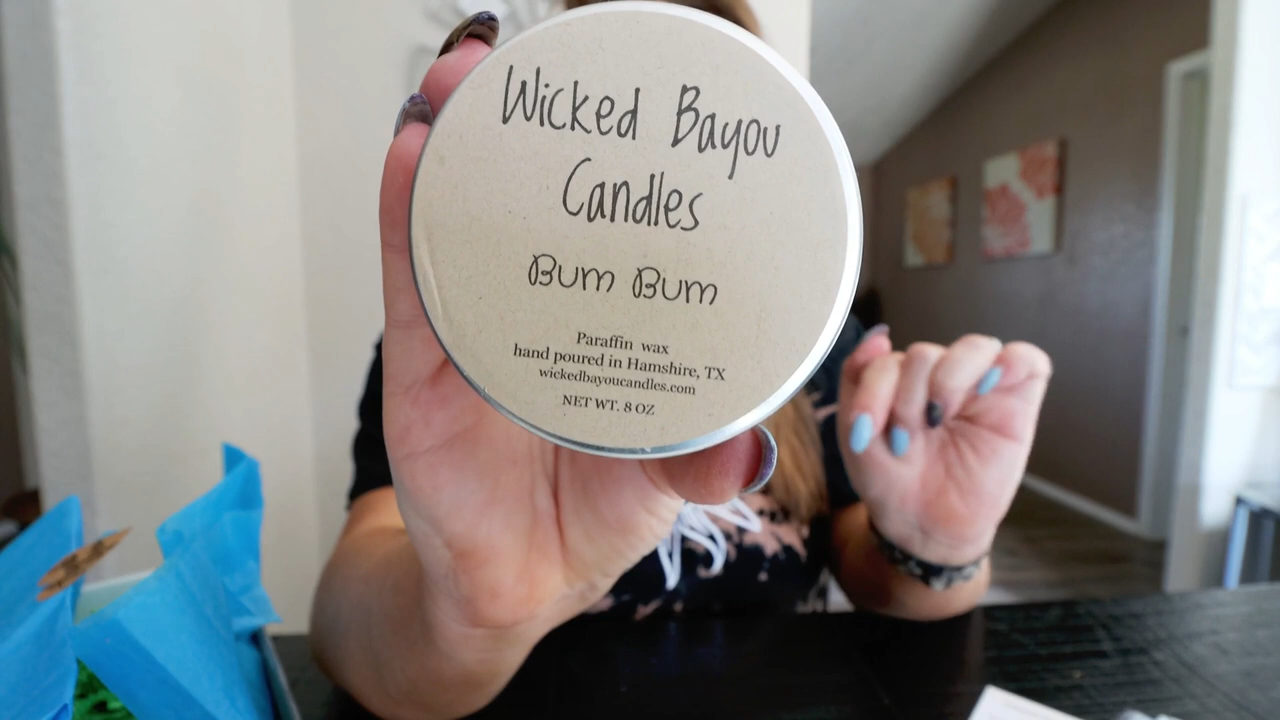 Wicked Bayou
Candles
Bum Bum
Paraffin wax
hand poured in Hamshire, TX
wickedbayoucandles.com
NET WT. 8 OZ